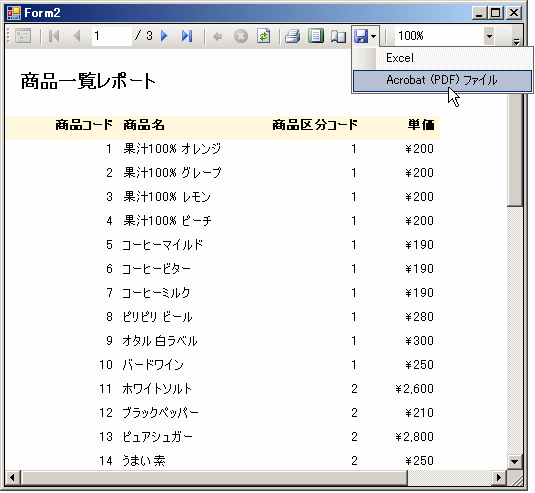 Form2
1 / 3 100%
Excel
Acrobat (PDF) ファイル
商品一覧レポート
商品コード 商品名 商品区分コード 単価
1 果汁100% オレンジ 1 ¥200
2 果汁100% グレープ 1 ¥200
3 果汁100% レモン 1 ¥200
4 果汁100% ピーチ 1 ¥200
5 コーヒーマイルド 1 ¥190
6 コーヒービター 1 ¥190
7 コーヒーミルク 1 ¥190
8 ピリピリ ビール 1 ¥280
9 オタル 白ラベル 1 ¥300
10 バードワイン 1 ¥250
11 ホワイトソルト 2 ¥2,600
12 ブラックペッパー 2 ¥210
13 ピュアシュガー 2 ¥2,800
14 うまい 素 2 ¥250